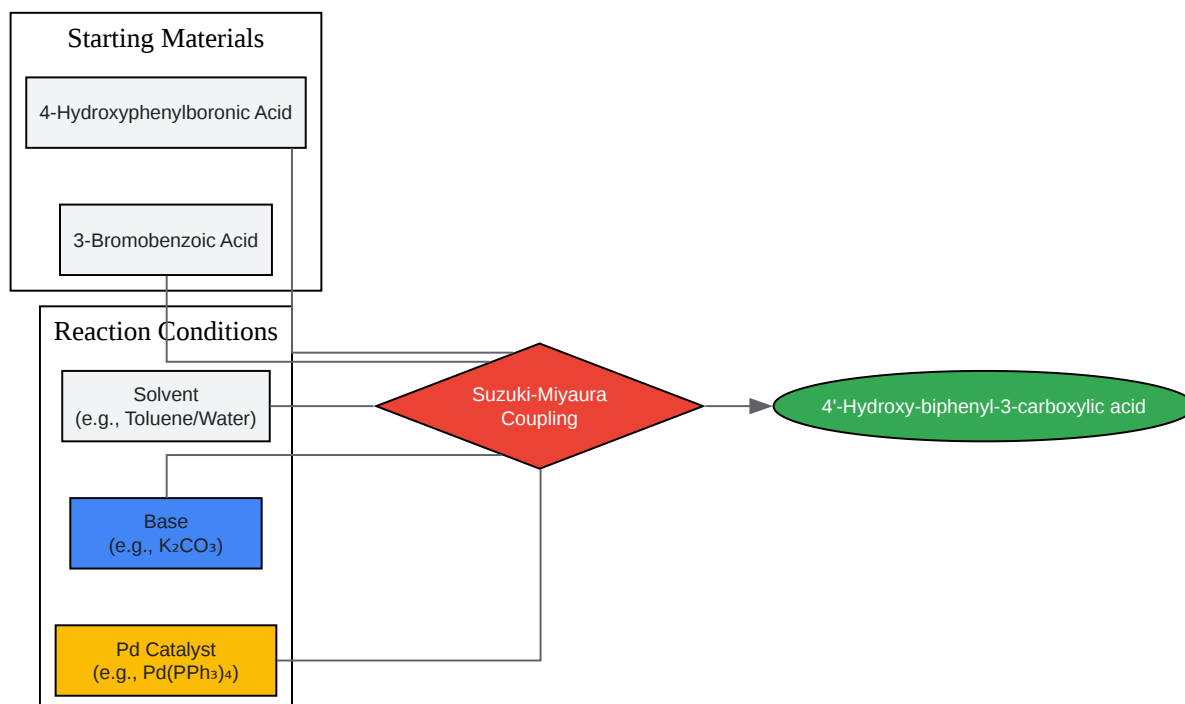 Starting Materials
4-Hydroxyphenylboronic Acid
3-Bromobenzoic Acid
Reaction Conditions
Solvent
(e.g., Toluene/Water)
Suzuki-Miyaura
Coupling
4'-Hydroxy-biphenyl-3-carboxylic acid
Base
(e.g., K₂CO₃)
Pd Catalyst
(e.g., Pd(PPh₃)₄)